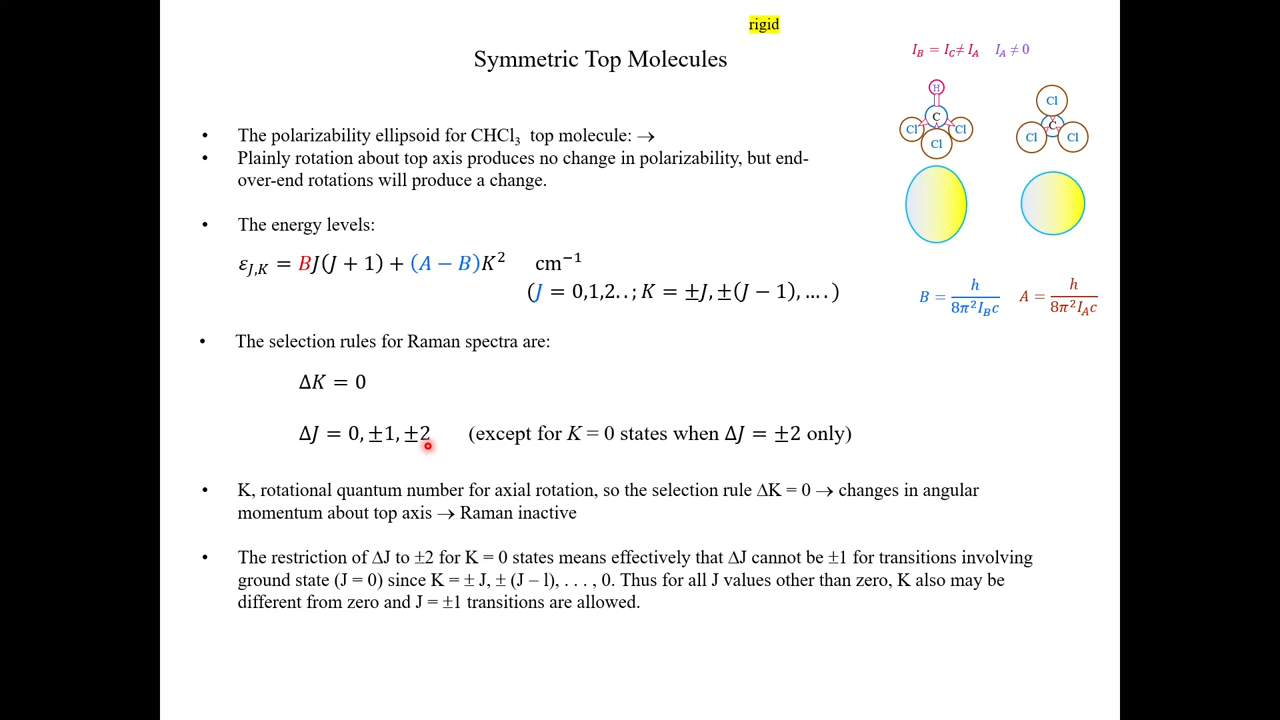 rigid
Symmetric Top Molecules
I_B = I_C ≠ I_A   I_A ≠ 0
H
C
Cl
Cl
Cl
Cl
C
Cl
Cl
• The polarizability ellipsoid for CHCl₃ top molecule: →
• Plainly rotation about top axis produces no change in polarizability, but end-
over-end rotations will produce a change.
• The energy levels:
ε_{J,K} = BJ(J + 1) + (A − B)K²   cm⁻¹
(J = 0,1,2..; K = ±J, ±(J − 1), ....)
B = h / 8π²I_Bc   A = h / 8π²I_Ac
• The selection rules for Raman spectra are:
ΔK = 0
ΔJ = 0, ±1, ±2   (except for K = 0 states when ΔJ = ±2 only)
• K, rotational quantum number for axial rotation, so the selection rule ΔK = 0 → changes in angular
momentum about top axis → Raman inactive
• The restriction of ΔJ to ±2 for K = 0 states means effectively that ΔJ cannot be ±1 for transitions involving
ground state (J = 0) since K = ± J, ± (J – l), . . . , 0. Thus for all J values other than zero, K also may be
different from zero and J = ±1 transitions are allowed.